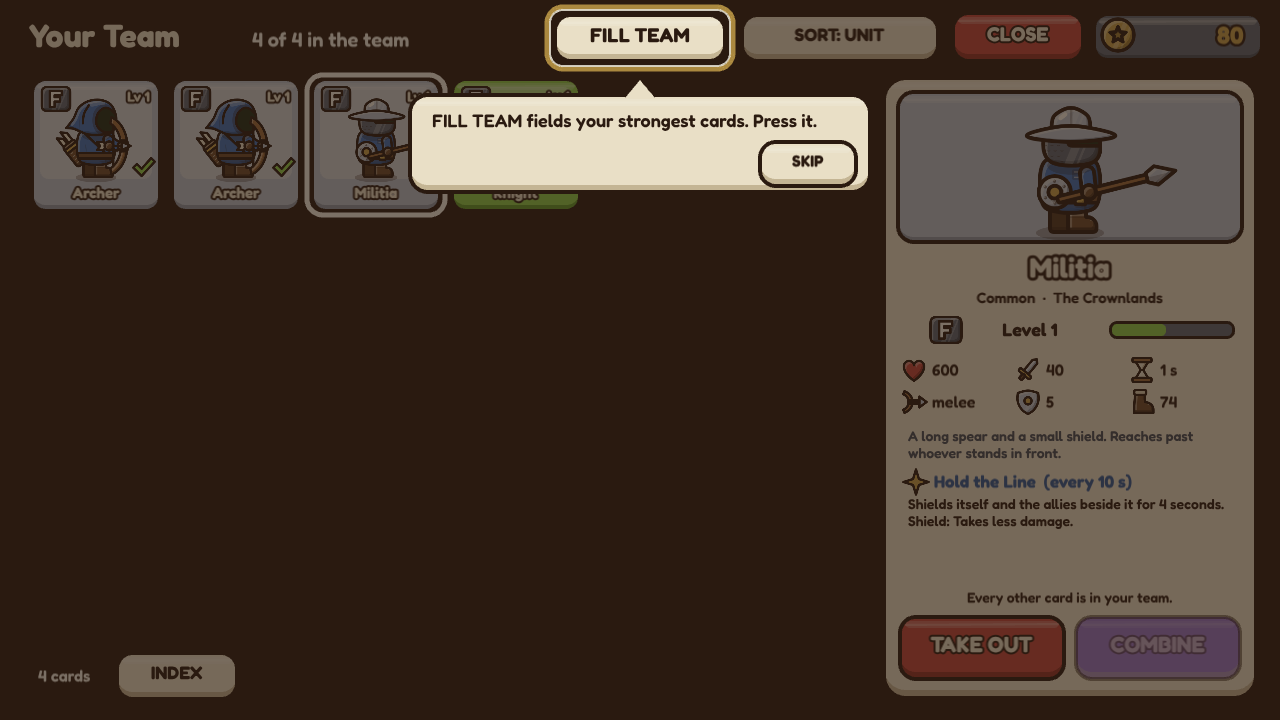 Your Team
4 of 4 in the team
FILL TEAM
SORT: UNIT
CLOSE
80
F
Lv1
Archer
F
Lv1
Archer
F
Militia
FILL TEAM fields your strongest cards. Press it.
SKIP
Knight
Militia
Common · The Crownlands
F
Level 1
600
40
1 s
melee
5
74
A long spear and a small shield. Reaches past
whoever stands in front.
Hold the Line (every 10 s)
Shields itself and the allies beside it for 4 seconds.
Shield: Takes less damage.
Every other card is in your team.
TAKE OUT
COMBINE
4 cards
INDEX